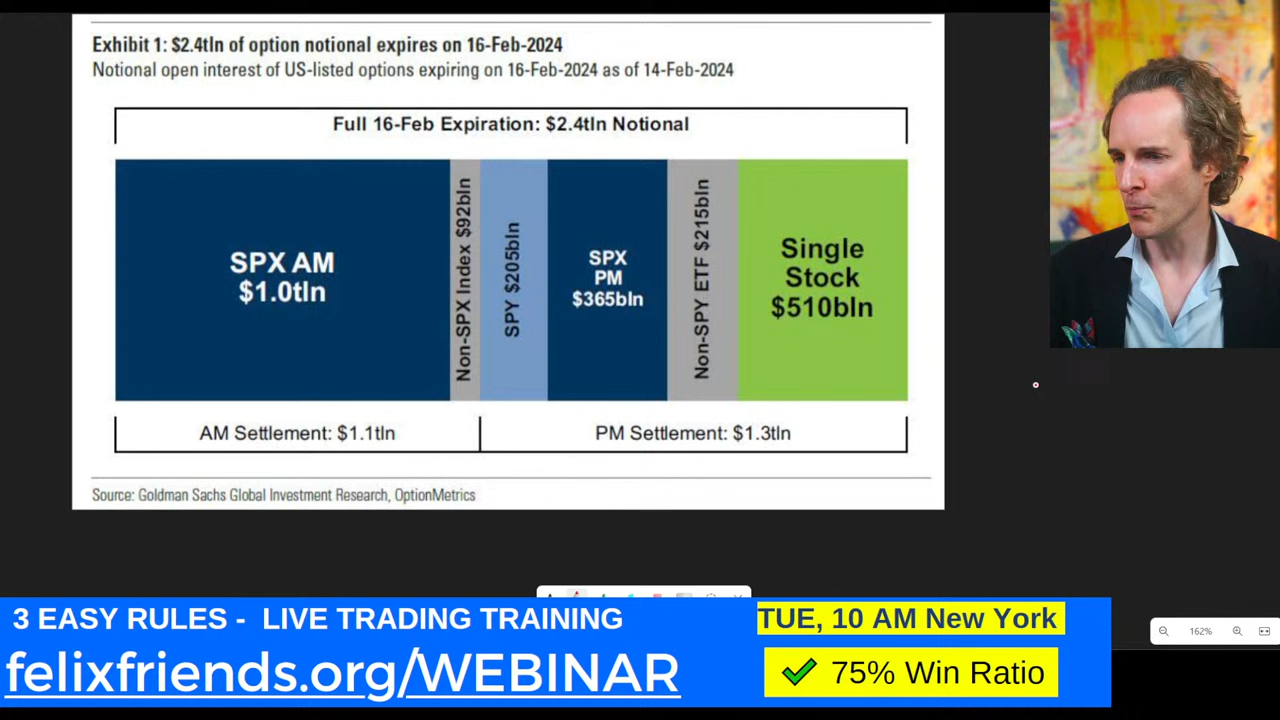 Exhibit 1: $2.4tln of option notional expires on 16-Feb-2024
Notional open interest of US-listed options expiring on 16-Feb-2024 as of 14-Feb-2024
Full 16-Feb Expiration: $2.4tln Notional
SPX AM
$1.0tln
Non-SPX Index $92bln
SPY $205bln
SPX
PM
$365bln
Non-SPY ETF $215bln
Single
Stock
$510bln
AM Settlement: $1.1tln
PM Settlement: $1.3tln
Source: Goldman Sachs Global Investment Research, OptionMetrics
162%
3 EASY RULES - LIVE TRADING TRAINING
TUE, 10 AM New York
felixfriends.org/WEBINAR
75% Win Ratio